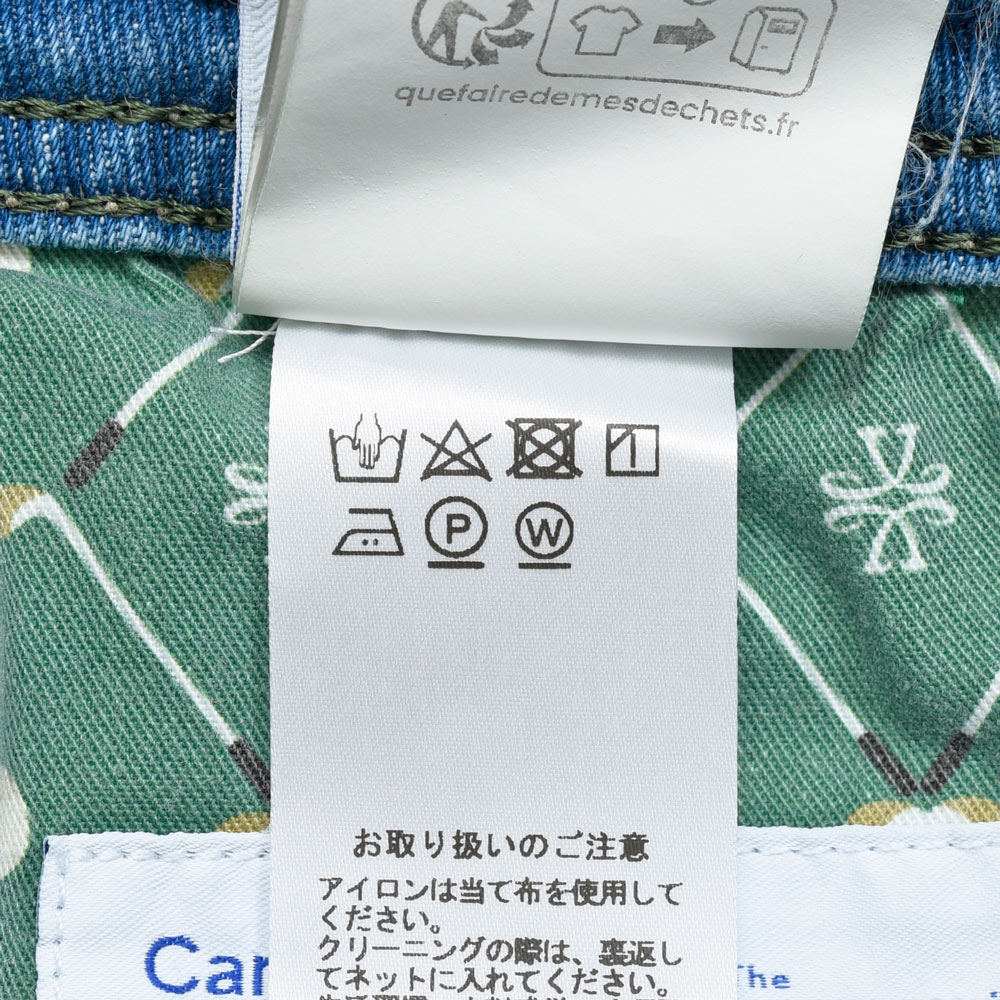 quefairedemesdechets.fr
P W
お取り扱いのご注意
アイロンは当て布を使用して
ください。
クリーニングの際は、裏返し
てネットに入れてください。
Car
The